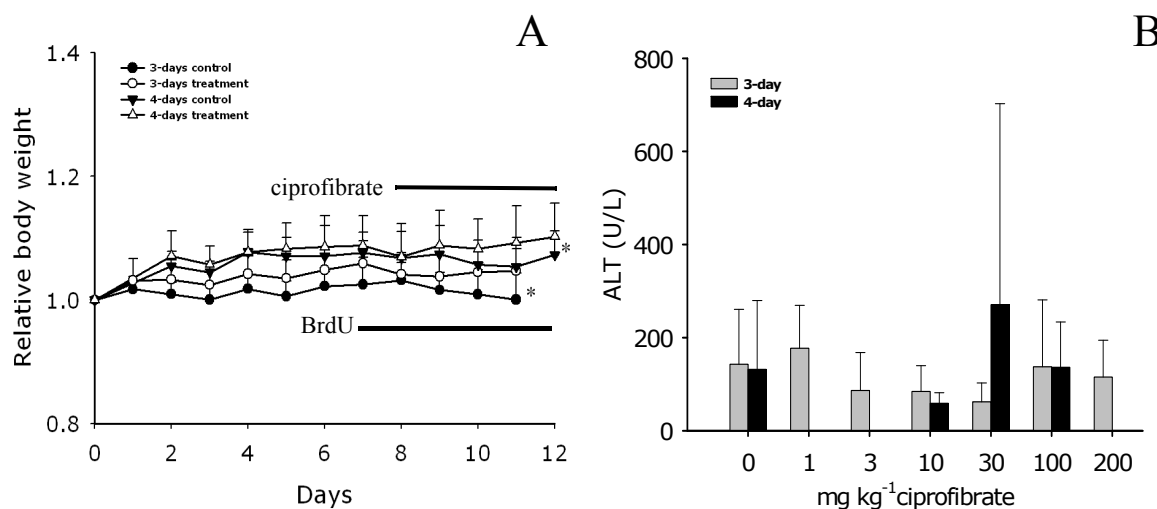 A
1.4
1.2
1.0
0.8
Relative body weight
3-days control
3-days treatment
4-days control
4-days treatment
ciprofibrate
*
*
BrdU
0 2 4 6 8 10 12
Days
B
800
600
400
200
0
ALT (U/L)
3-day
4-day
0 1 3 10 30 100 200
mg kg-1 ciprofibrate